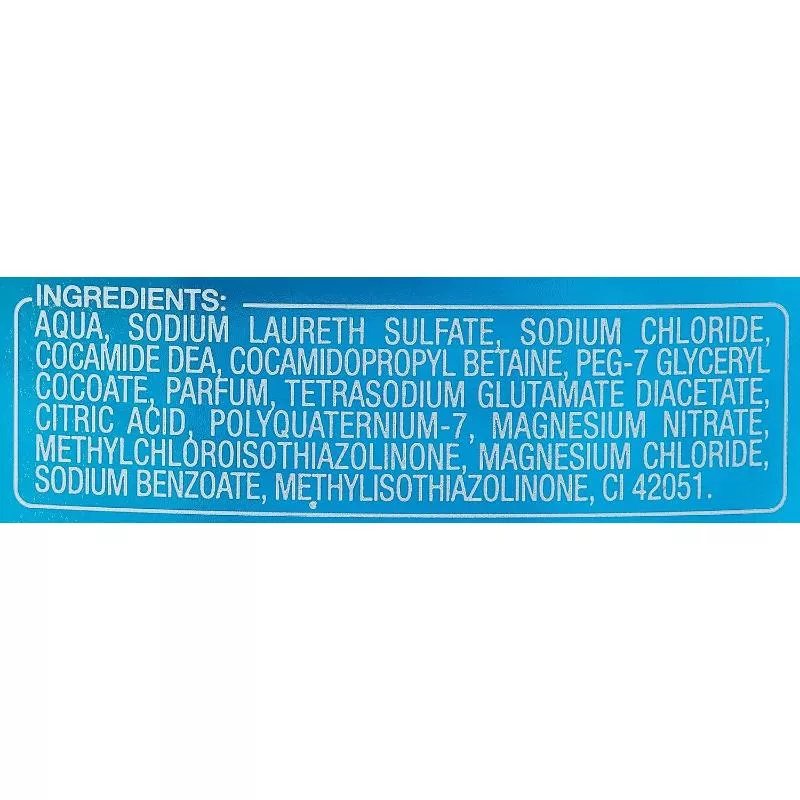 INGREDIENTS:
AQUA, SODIUM LAURETH SULFATE, SODIUM CHLORIDE,
COCAMIDE DEA, COCAMIDOPROPYL BETAINE, PEG-7 GLYCERYL
COCOATE, PARFUM, TETRASODIUM GLUTAMATE DIACETATE,
CITRIC ACID, POLYQUATERNIUM-7, MAGNESIUM NITRATE,
METHYLCHLOROISOTHIAZOLINONE, MAGNESIUM CHLORIDE,
SODIUM BENZOATE, METHYLISOTHIAZOLINONE, CI 42051.